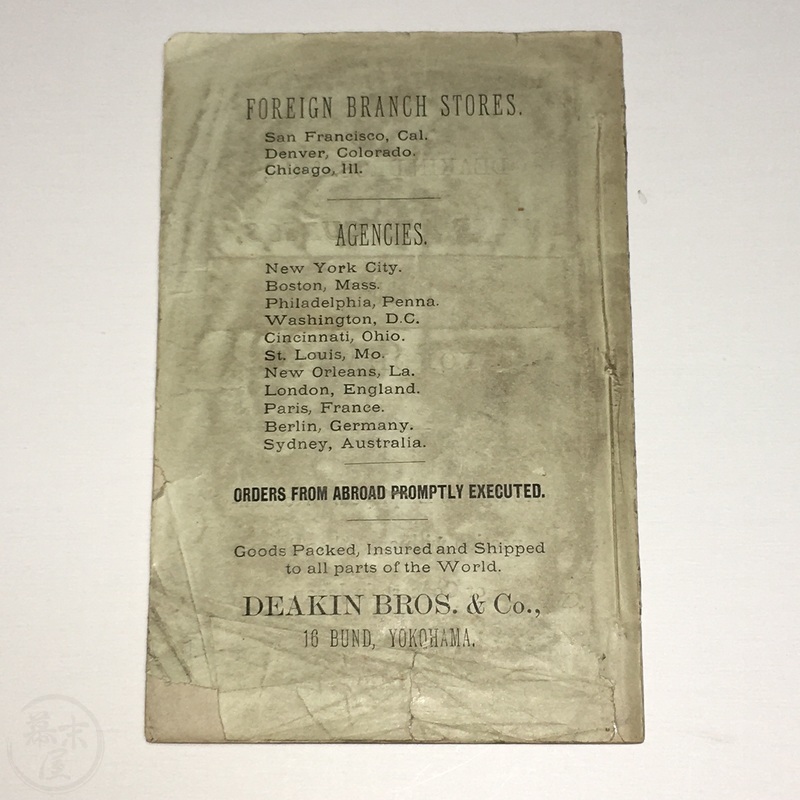 FOREIGN BRANCH STORES.
San Francisco, Cal.
Denver, Colorado.
Chicago, Ill.
AGENCIES.
New York City.
Boston, Mass.
Philadelphia, Penna.
Washington, D.C.
Cincinnati, Ohio.
St. Louis, Mo.
New Orleans, La.
London, England.
Paris, France.
Berlin, Germany.
Sydney, Australia.
ORDERS FROM ABROAD PROMPTLY EXECUTED.
Goods Packed, Insured and Shipped
to all parts of the World.
DEAKIN BROS. & Co.,
16 BUND, YOKOHAMA.